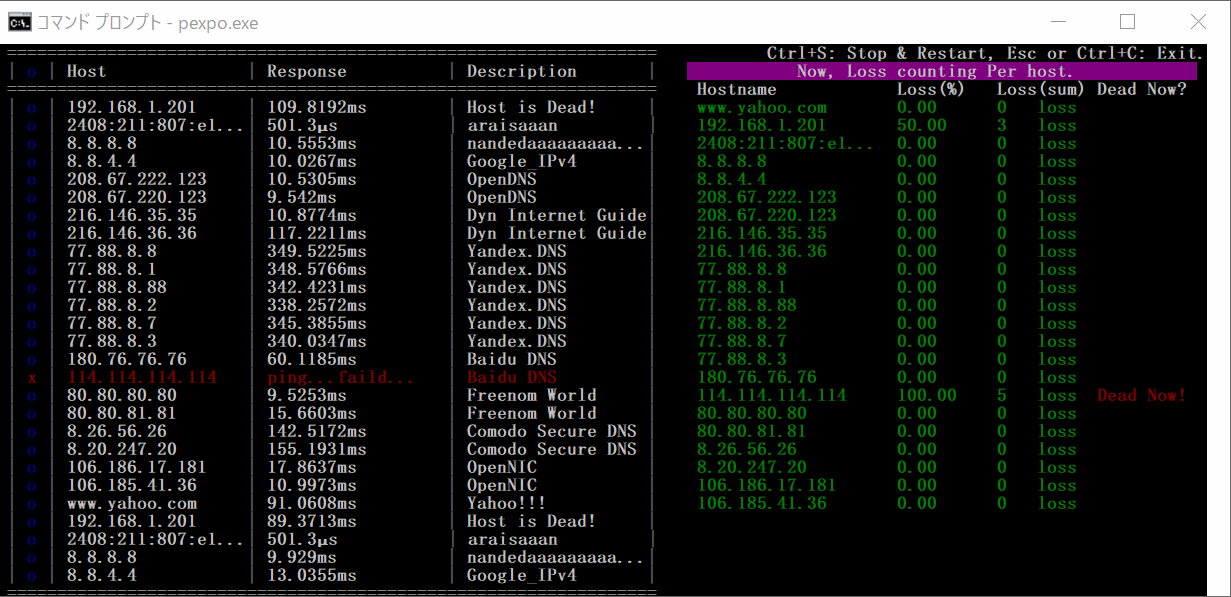 コマンド プロンプト - pexpo.exe
Ctrl+S: Stop & Restart, Esc or Ctrl+C: Exit.
| o | Host | Response | Description | Now, Loss counting Per host.
Hostname Loss(%) Loss(sum) Dead Now?
| o | 192.168.1.201 | 109.8192ms | Host is Dead! | www.yahoo.com 0.00 0 loss
| o | 2408:211:807:e1... | 501.3μs | araisaaan | 192.168.1.201 50.00 3 loss
| o | 8.8.8.8 | 10.5553ms | nandedaaaaaaaaa... | 2408:211:807:e1... 0.00 0 loss
| o | 8.8.4.4 | 10.0267ms | Google_IPv4 | 8.8.8.8 0.00 0 loss
| o | 208.67.222.123 | 10.5305ms | OpenDNS | 8.8.4.4 0.00 0 loss
| o | 208.67.220.123 | 9.542ms | OpenDNS | 208.67.222.123 0.00 0 loss
| o | 216.146.35.35 | 10.8774ms | Dyn Internet Guide| 208.67.220.123 0.00 0 loss
| o | 216.146.36.36 | 117.2211ms | Dyn Internet Guide| 216.146.35.35 0.00 0 loss
| o | 77.88.8.8 | 349.5225ms | Yandex.DNS | 216.146.36.36 0.00 0 loss
| o | 77.88.8.1 | 348.5766ms | Yandex.DNS | 77.88.8.8 0.00 0 loss
| o | 77.88.8.88 | 342.4231ms | Yandex.DNS | 77.88.8.1 0.00 0 loss
| o | 77.88.8.2 | 338.2572ms | Yandex.DNS | 77.88.8.88 0.00 0 loss
| o | 77.88.8.7 | 345.3855ms | Yandex.DNS | 77.88.8.2 0.00 0 loss
| o | 77.88.8.3 | 340.0347ms | Yandex.DNS | 77.88.8.7 0.00 0 loss
| o | 180.76.76.76 | 60.1185ms | Baidu DNS | 77.88.8.3 0.00 0 loss
| x | 114.114.114.114 | ping...faild... | Baidu DNS | 180.76.76.76 0.00 0 loss
| o | 80.80.80.80 | 9.5253ms | Freenom World | 114.114.114.114 100.00 5 loss Dead Now!
| o | 80.80.81.81 | 15.6603ms | Freenom World | 80.80.80.80 0.00 0 loss
| o | 8.26.56.26 | 142.5172ms | Comodo Secure DNS | 80.80.81.81 0.00 0 loss
| o | 8.20.247.20 | 155.1931ms | Comodo Secure DNS | 8.26.56.26 0.00 0 loss
| o | 106.186.17.181 | 17.8637ms | OpenNIC | 8.20.247.20 0.00 0 loss
| o | 106.185.41.36 | 10.9973ms | OpenNIC | 106.186.17.181 0.00 0 loss
| o | www.yahoo.com | 91.0608ms | Yahoo!!! | 106.185.41.36 0.00 0 loss
| o | 192.168.1.201 | 89.3713ms | Host is Dead! |
| o | 2408:211:807:e1... | 501.3μs | araisaaan |
| o | 8.8.8.8 | 9.929ms | nandedaaaaaaaaa... |
| o | 8.8.4.4 | 13.0355ms | Google_IPv4 |